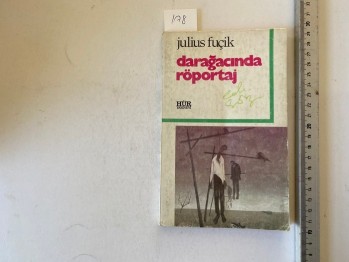 178
julius fuçik
darağacında
röportaj
HÜR